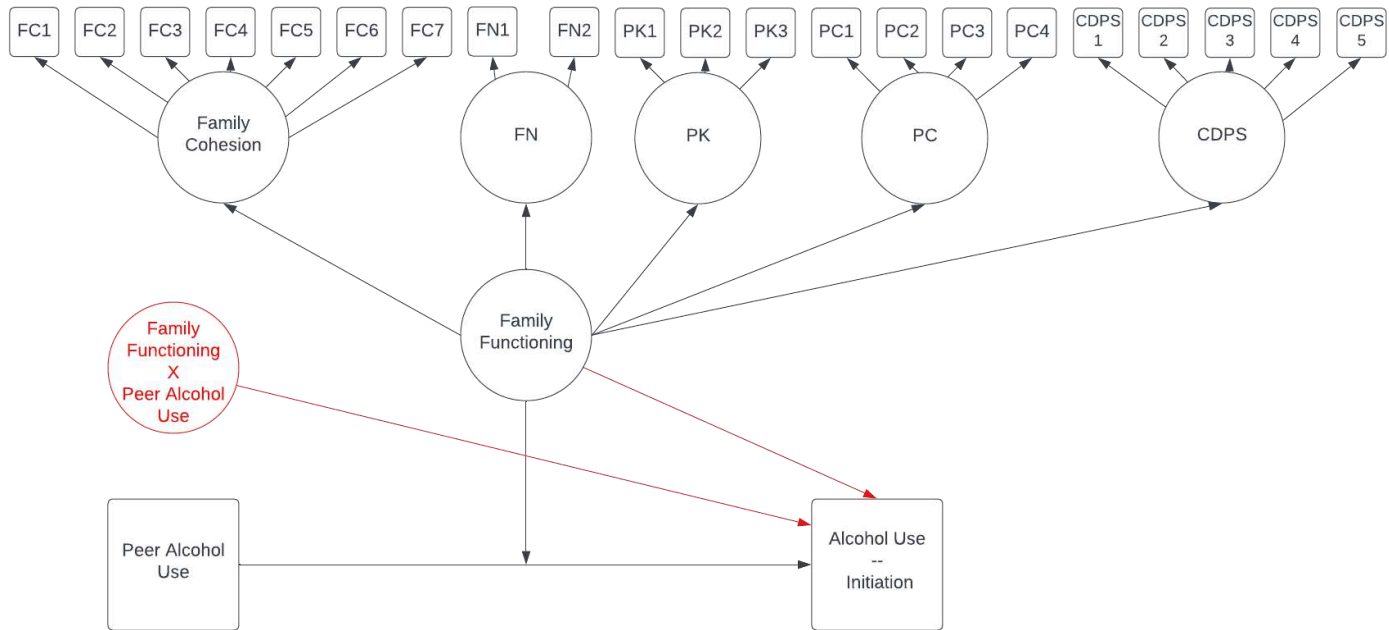 FC1
FC2
FC3
FC4
FC5
FC6
FC7
FN1
FN2
PK1
PK2
PK3
PC1
PC2
PC3
PC4
CDPS
1
CDPS
2
CDPS
3
CDPS
4
CDPS
5
Family
Cohesion
FN
PK
PC
CDPS
Family
Functioning
Family
Functioning
X
Peer Alcohol
Use
Peer Alcohol
Use
Alcohol Use
--
Initiation